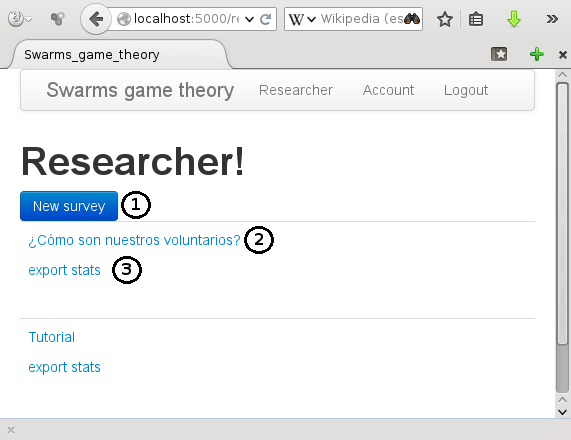 localhost:5000/re
W Wikipedia (es
Swarms_game_theory
Swarms game theory Researcher Account Logout
Researcher!
New survey 1
¿Cómo son nuestros voluntarios? 2
export stats 3
Tutorial
export stats